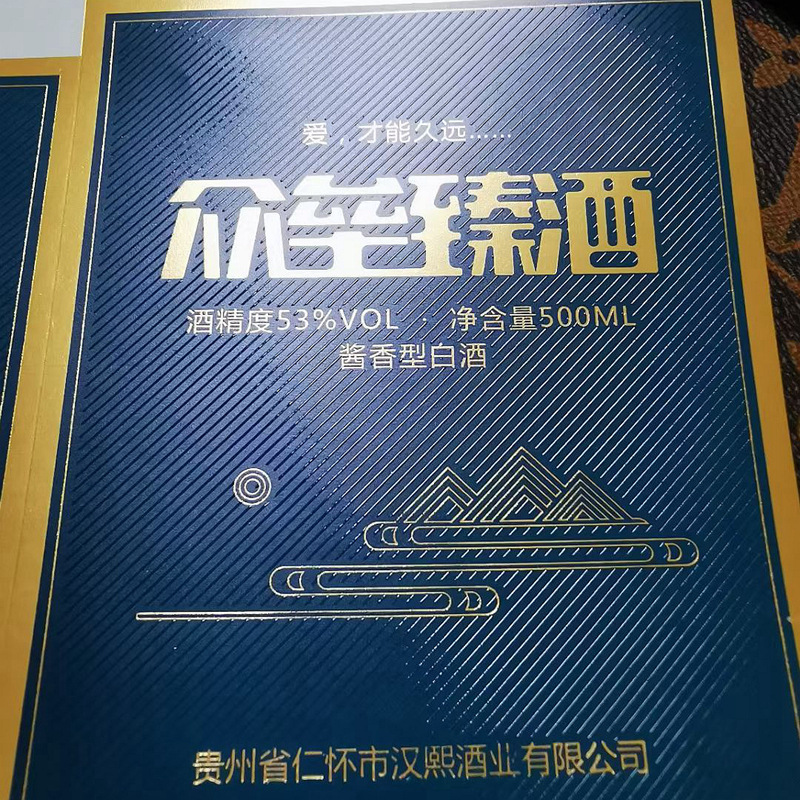 爱，才能久远……
众垒臻酒
酒精度53%VOL · 净含量500ML
酱香型白酒
贵州省仁怀市汉熙酒业有限公司